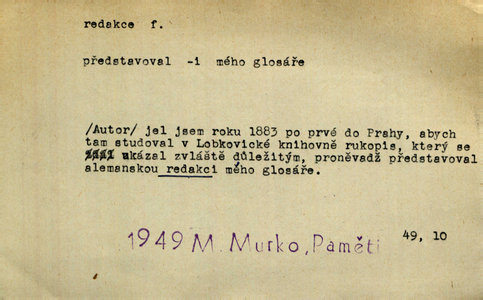 redakce f.
představoval -i mého glosáře
/Autor/ jel jsem roku 1883 po prvé do Prahy, abych
tam studoval v Lobkovické knihovně rukopis, který se
ukázal zvláště důležitým, proněvadž představoval
alemanskou redakci mého glosáře.
1949 M. Murko, Paměti 49, 10